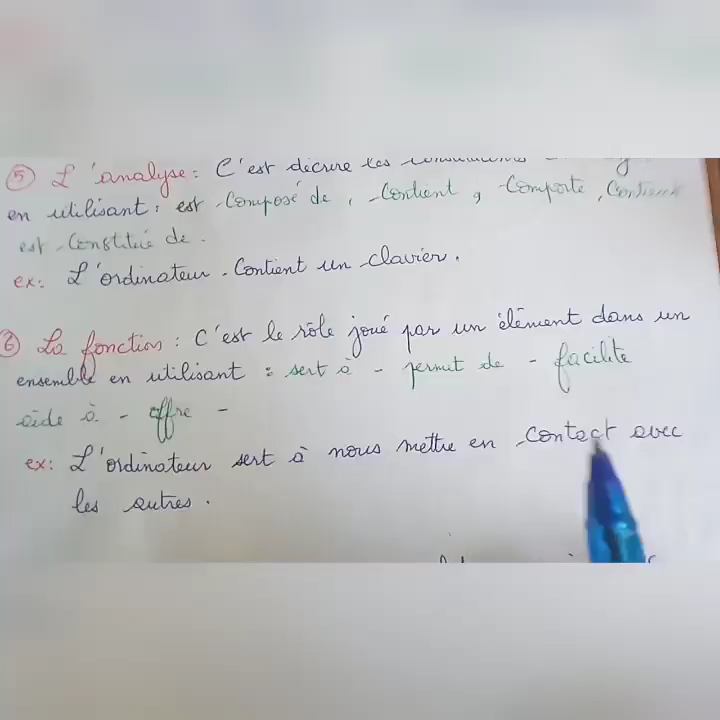 ⑤ L'analyse : C'est décrire les
en utilisant : est composé de, contient, comporte,
est constitué de.
ex : L'ordinateur contient un clavier.
⑥ La fonction : C'est le rôle joué par un élément dans un
ensemble en utilisant : sert à - permet de - facilite
aide à - offre -
ex : L'ordinateur sert à nous mettre en contact avec
les autres.